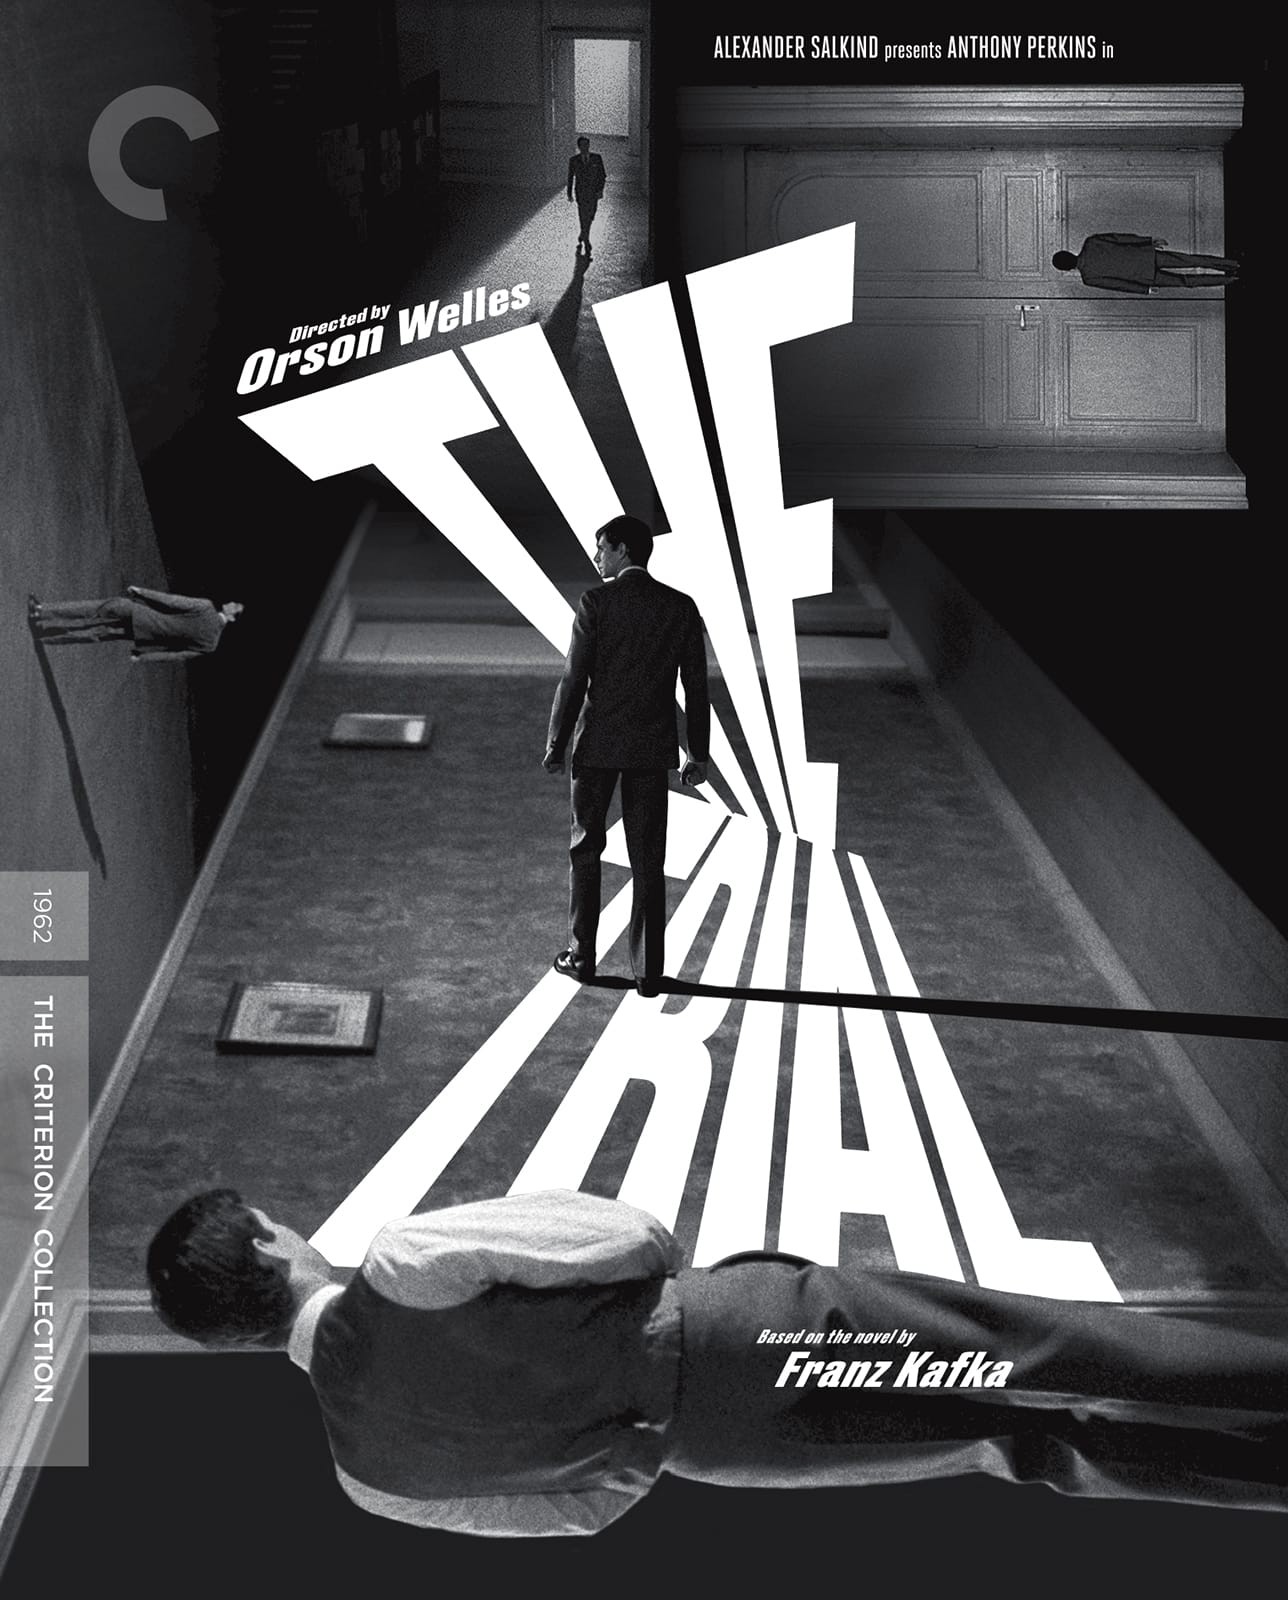 ALEXANDER SALKIND presents ANTHONY PERKINS in
Directed by
Orson Welles
THE
TRIAL
1962
THE CRITERION COLLECTION
Based on the novel by
Franz Kafka